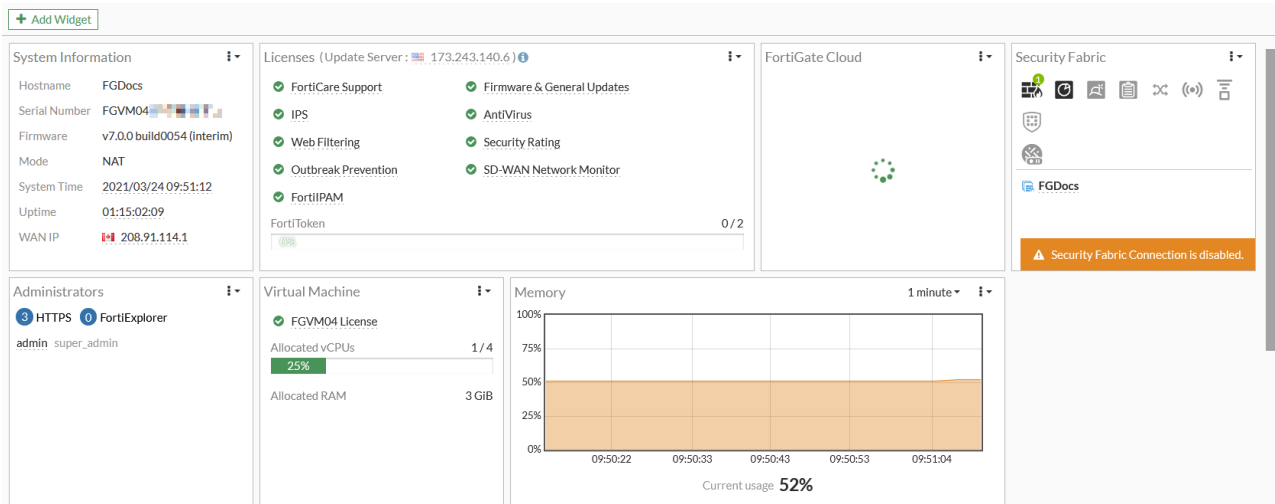 + Add Widget
System Information
Hostname FGDocs
Serial Number FGVM04
Firmware v7.0.0 build0054 (interim)
Mode NAT
System Time 2021/03/24 09:51:12
Uptime 01:15:02:09
WAN IP 208.91.114.1
Licenses (Update Server : 173.243.140.6)
FortiCare Support Firmware & General Updates
IPS AntiVirus
Web Filtering Security Rating
Outbreak Prevention SD-WAN Network Monitor
FortiIPAM
FortiToken 0 / 2
0%
FortiGate Cloud
Security Fabric
1
FGDocs
Security Fabric Connection is disabled.
Administrators
3 HTTPS 0 FortiExplorer
admin super_admin
Virtual Machine
FGVM04 License
Allocated vCPUs 1 / 4
25%
Allocated RAM 3 GiB
Memory 1 minute
100%
75%
50%
25%
0%
09:50:22 09:50:33 09:50:43 09:50:53 09:51:04
Current usage 52%